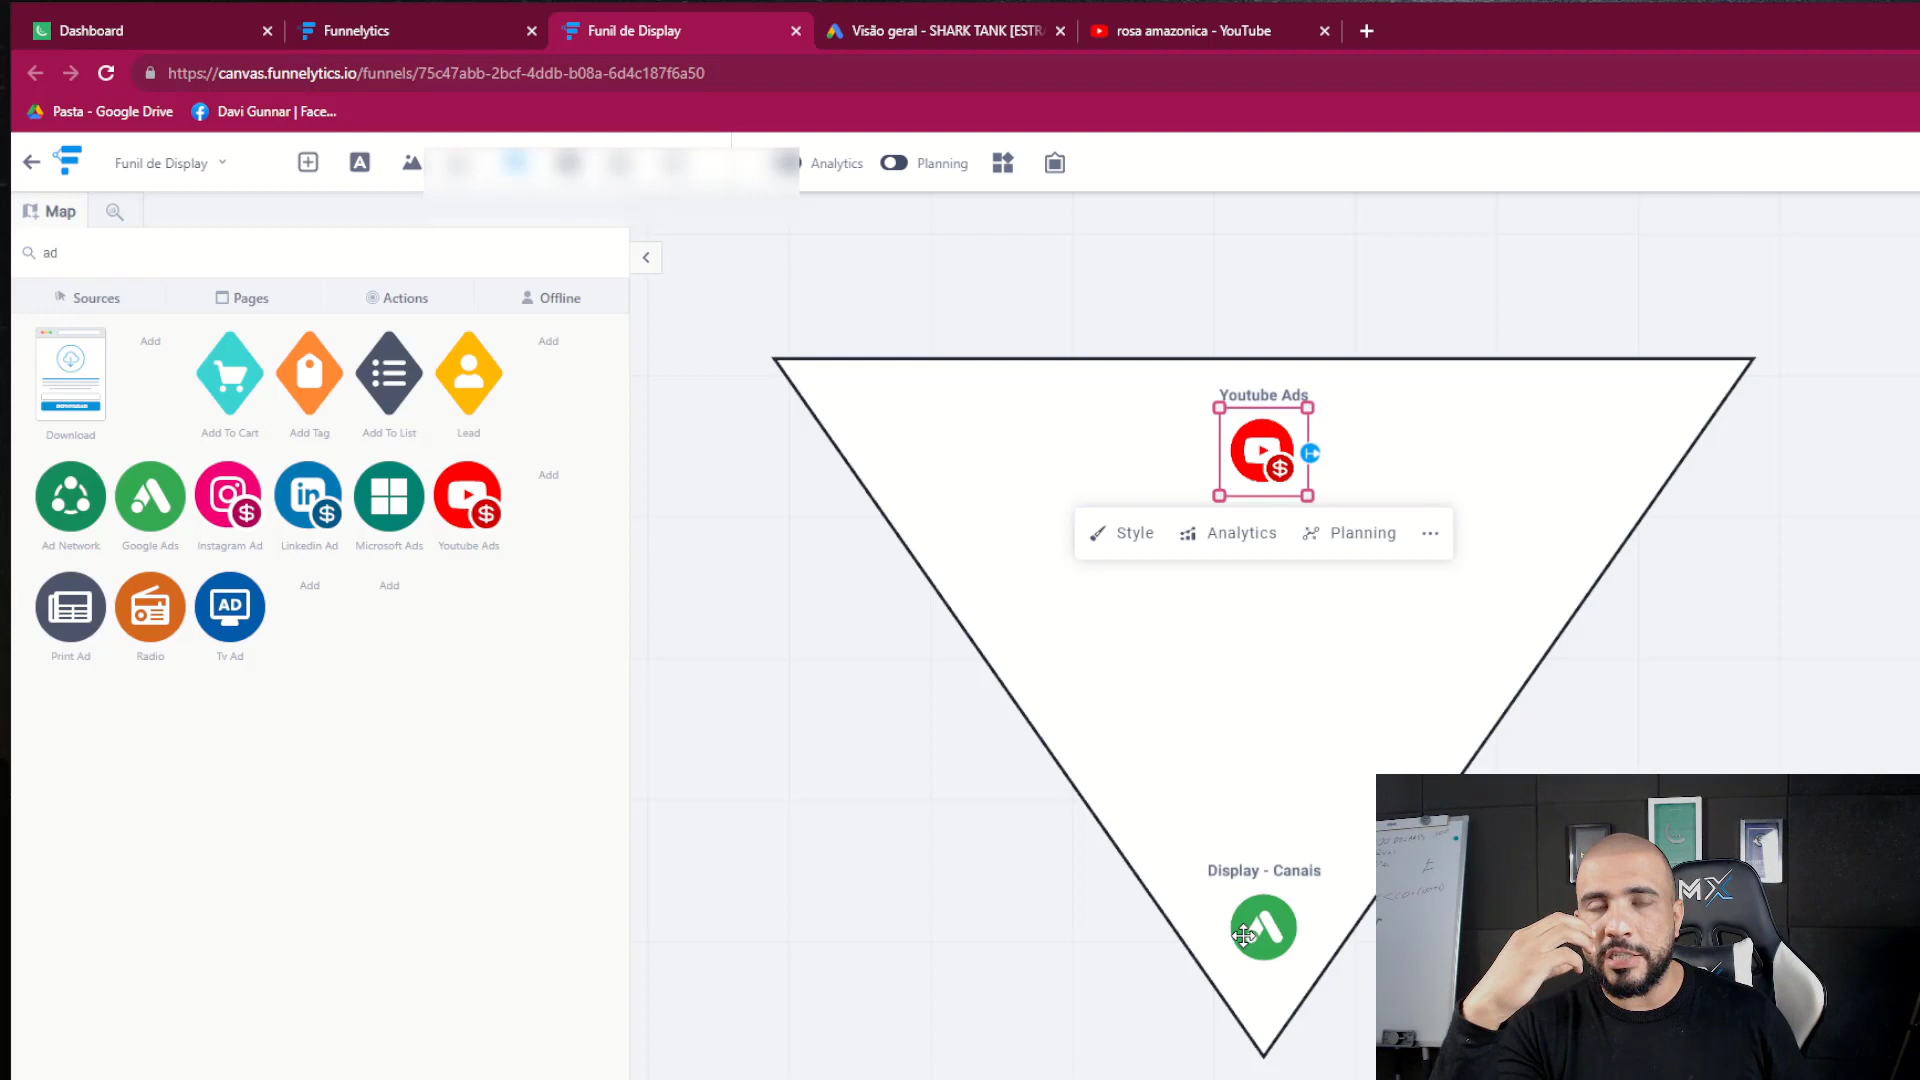 Dashboard
Funnelytics
Funil de Display
Visão geral - SHARK TANK [ESTR
rosa amazonica - YouTube
https://canvas.funnelytics.io/funnels/75c47abb-2bcf-4ddb-b08a-6d4c187f6a50
Pasta - Google Drive
Davi Gunnar | Face...
Funil de Display
Analytics
Planning
Map
ad
Sources
Pages
Actions
Offline
Add
Add
Download
Add To Cart
Add Tag
Add To List
Lead
Add
Ad Network
Google Ads
Instagram Ad
Linkedin Ad
Microsoft Ads
Youtube Ads
AD
Add
Add
Print Ad
Radio
Tv Ad
Youtube Ads
Style
Analytics
Planning
Display - Canais
MX